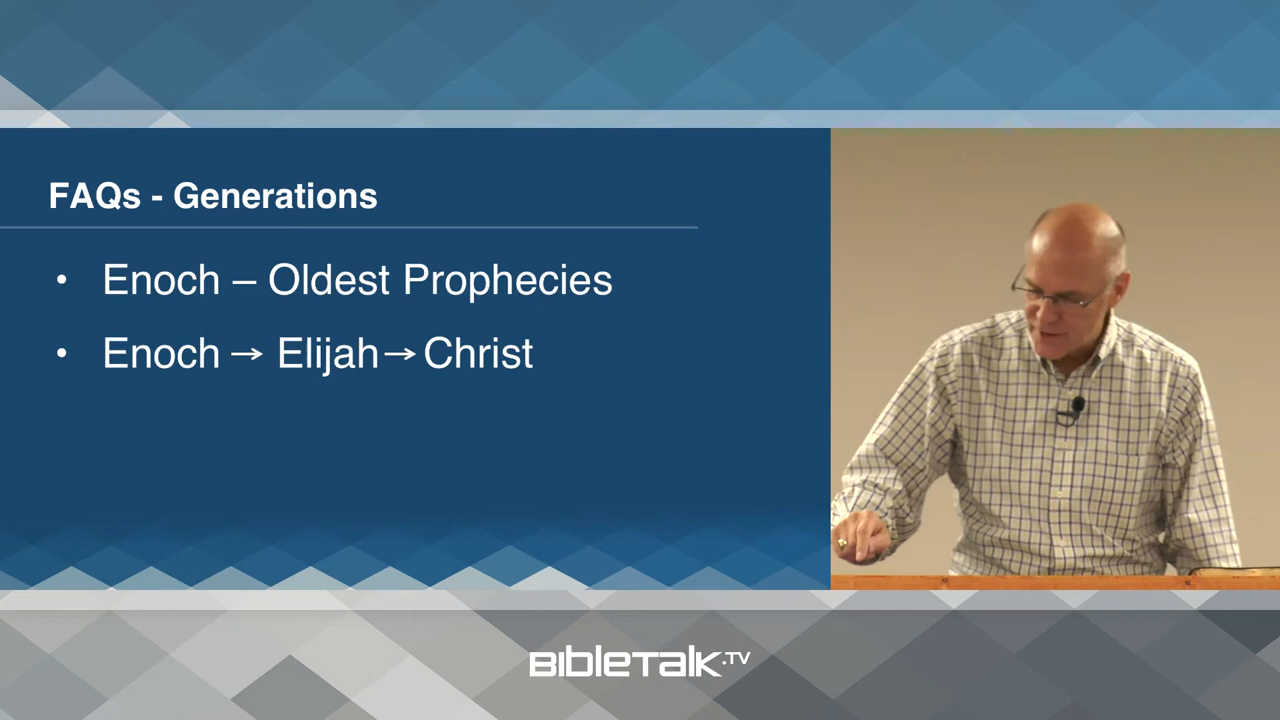 FAQs - Generations
• Enoch – Oldest Prophecies
• Enoch → Elijah → Christ
BIBLETALK.TV